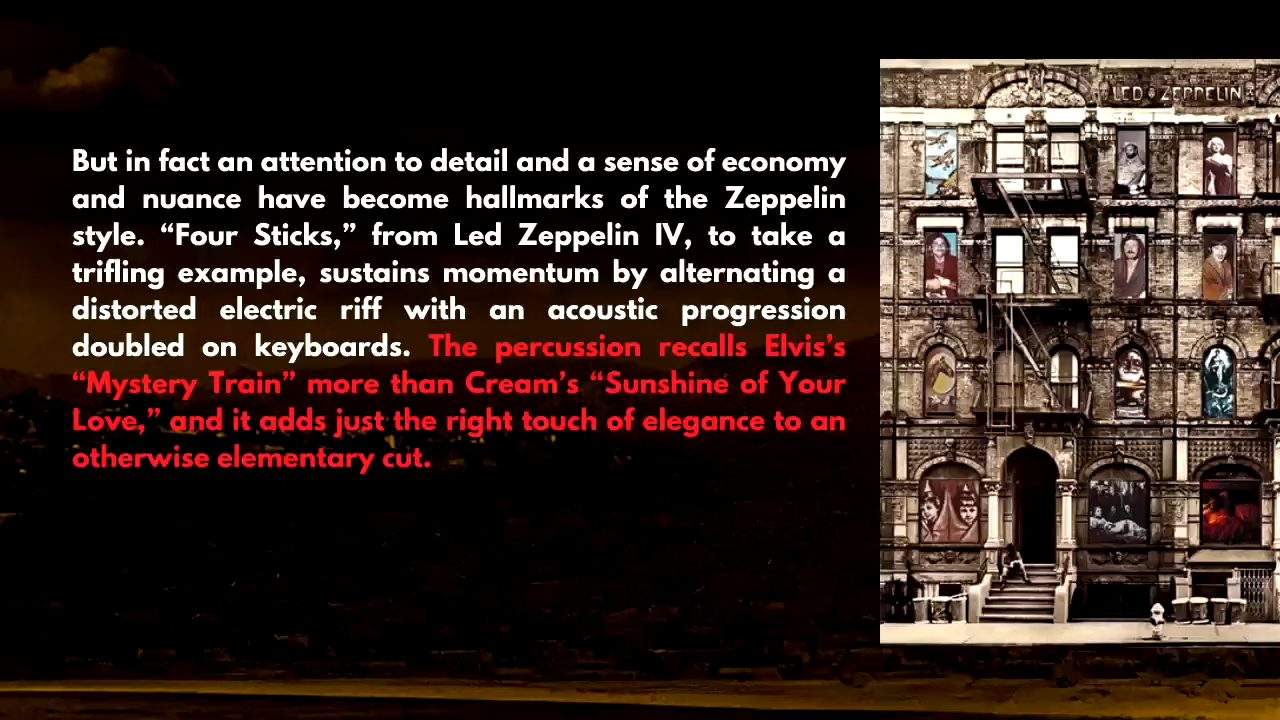 But in fact an attention to detail and a sense of economy
and nuance have become hallmarks of the Zeppelin
style. “Four Sticks,” from Led Zeppelin IV, to take a
trifling example, sustains momentum by alternating a
distorted electric riff with an acoustic progression
doubled on keyboards. The percussion recalls Elvis’s
“Mystery Train” more than Cream’s “Sunshine of Your
Love,” and it adds just the right touch of elegance to an
otherwise elementary cut.
LED ZEPPELIN